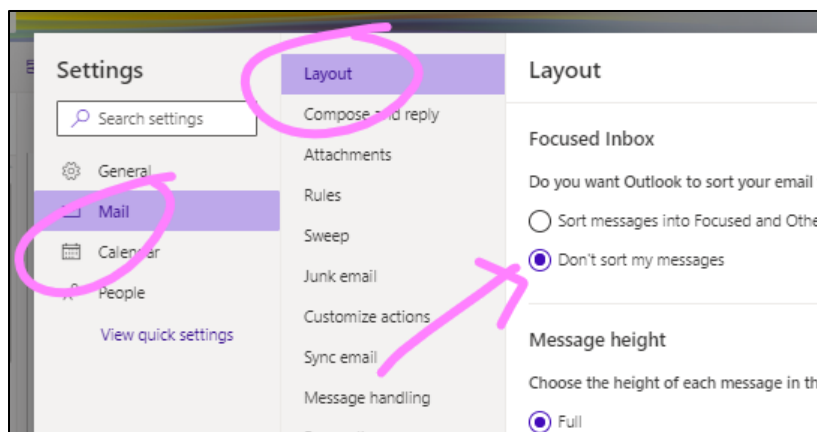 Settings
Search settings
General
Mail
Calendar
People
View quick settings
Layout
Compose and reply
Attachments
Rules
Sweep
Junk email
Customize actions
Sync email
Message handling
Layout
Focused Inbox
Do you want Outlook to sort your email
Sort messages into Focused and Othe
Don't sort my messages
Message height
Choose the height of each message in th
Full